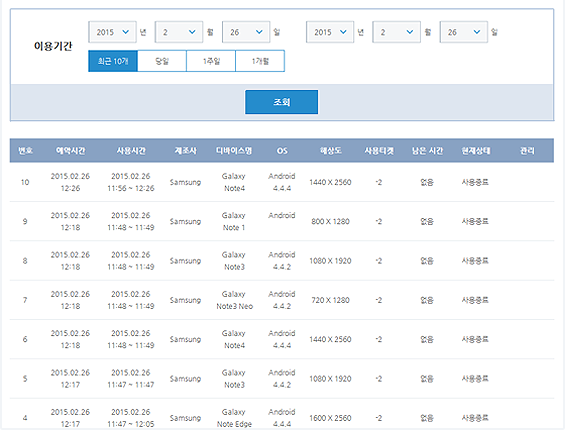 이용기간 2015 년 2 월 26 일 2015 년 2 월 26 일
최근 10개 당일 1주일 1개월
조회
번호 예약시간 사용시간 제조사 디바이스명 OS 해상도 사용티켓 남은 시간 현재상태 관리
10 2015.02.26 12:26 2015.02.26 11:56 ~ 12:26 Samsung Galaxy Note4 Android 4.4.4 1440 X 2560 -2 없음 사용종료
9 2015.02.26 12:18 2015.02.26 11:48 ~ 11:49 Samsung Galaxy Note 1 Android 800 X 1280 -2 없음 사용종료
8 2015.02.26 12:18 2015.02.26 11:48 ~ 11:49 Samsung Galaxy Note3 Android 4.4.2 1080 X 1920 -2 없음 사용종료
7 2015.02.26 12:18 2015.02.26 11:48 ~ 11:49 Samsung Galaxy Note3 Neo Android 4.4.2 720 X 1280 -2 없음 사용종료
6 2015.02.26 12:18 2015.02.26 11:48 ~ 11:49 Samsung Galaxy Note4 Android 4.4.4 1440 X 2560 -2 없음 사용종료
5 2015.02.26 12:17 2015.02.26 11:47 ~ 11:47 Samsung Galaxy Note3 Android 4.4.2 1080 X 1920 -2 없음 사용종료
4 2015.02.26 12:17 2015.02.26 11:47 ~ 12:05 Samsung Galaxy Note Edge Android 4.4.4 1600 X 2560 -2 없음 사용종료